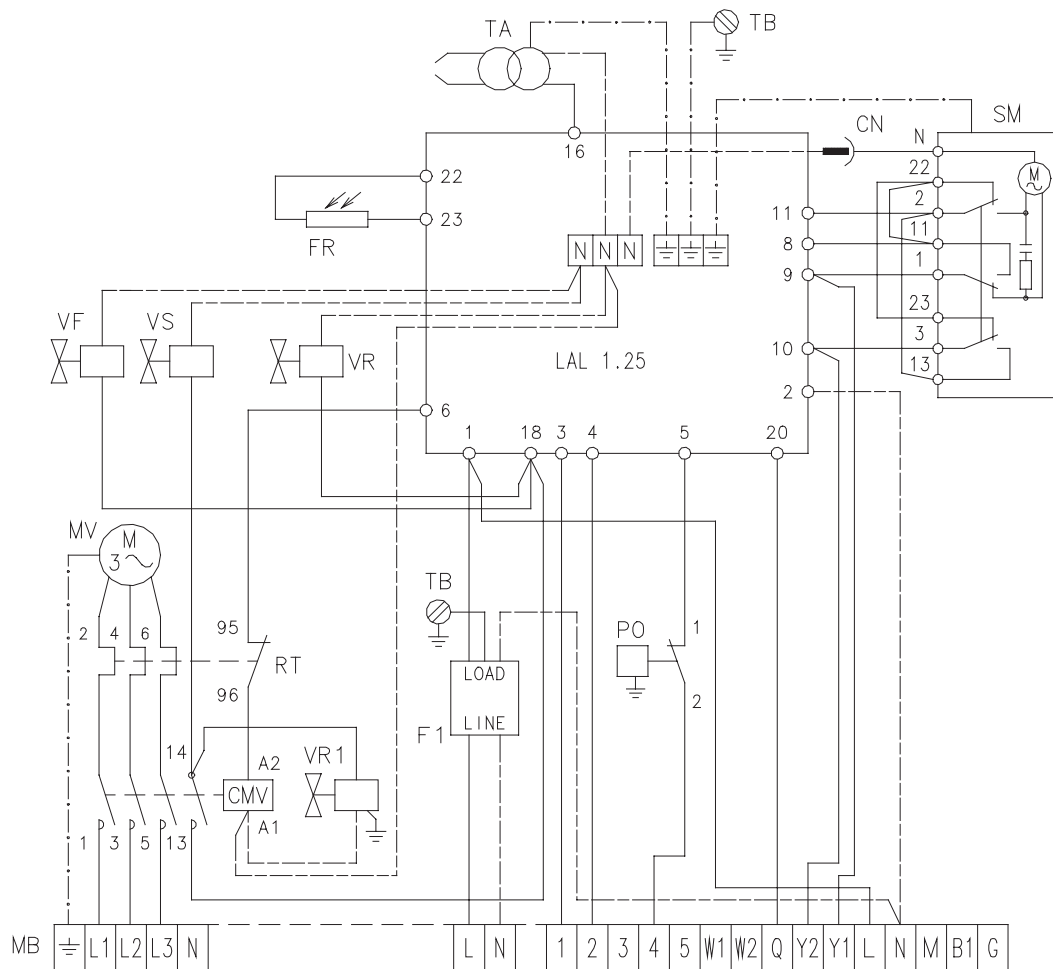 TA
TB
SM
CN
N
M
16
22
22
2
23
11
11
FR
8
N N N
1
9
23
VF
VS
VR
LAL 1.25
10
3
2
13
6
1
18
3
4
5
20
MV
M
3
TB
2
4
6
95
PO
1
RT
LOAD
96
2
LINE
F1
14
VR1
A2
CMV
A1
1
3
5
13
MB
L1 L2 L3 N
L N
1 2 3 4 5 W1 W2 Q Y2 Y1 L N M B1 G